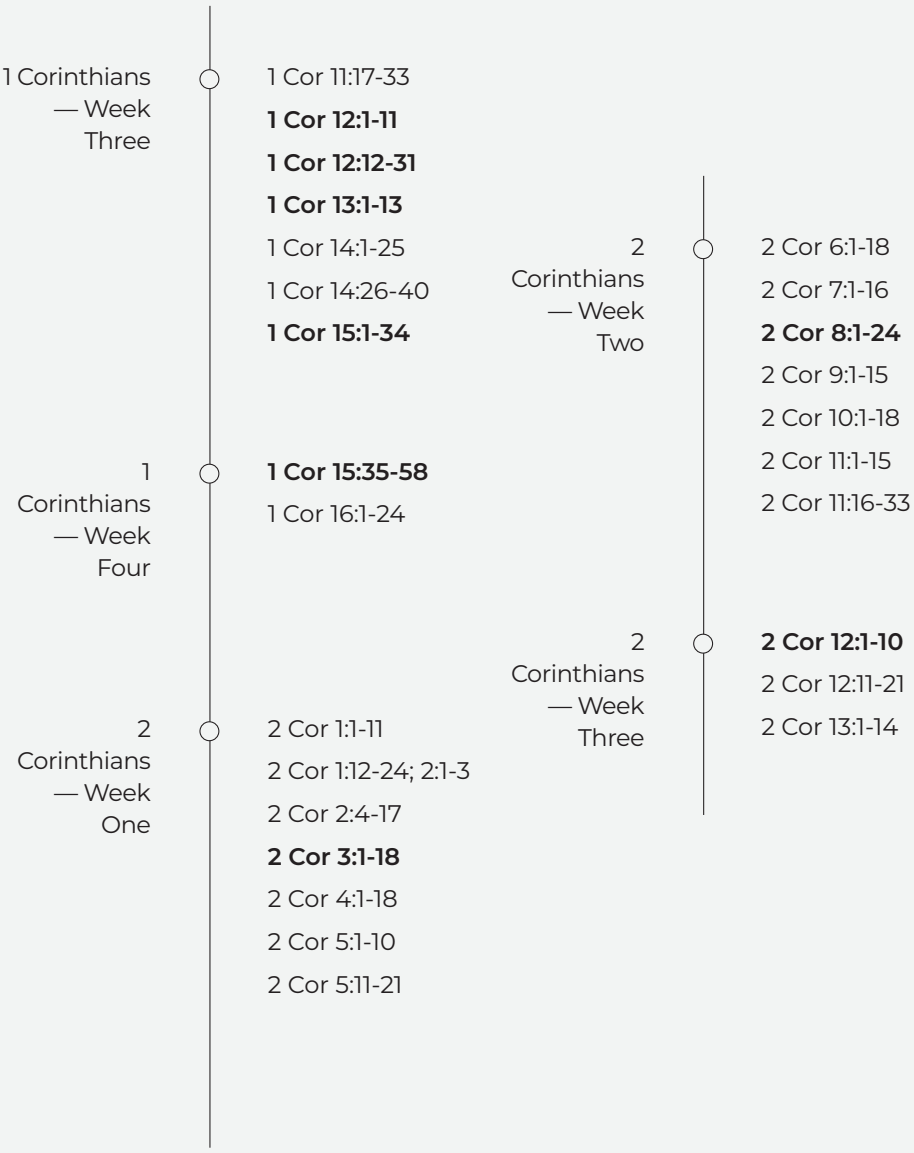 1 Corinthians
— Week
Three
1 Cor 11:17-33
1 Cor 12:1-11
1 Cor 12:12-31
1 Cor 13:1-13
1 Cor 14:1-25
1 Cor 14:26-40
1 Cor 15:1-34
1
Corinthians
— Week
Four
1 Cor 15:35-58
1 Cor 16:1-24
2
Corinthians
— Week
One
2 Cor 1:1-11
2 Cor 1:12-24; 2:1-3
2 Cor 2:4-17
2 Cor 3:1-18
2 Cor 4:1-18
2 Cor 5:1-10
2 Cor 5:11-21
2
Corinthians
— Week
Two
2 Cor 6:1-18
2 Cor 7:1-16
2 Cor 8:1-24
2 Cor 9:1-15
2 Cor 10:1-18
2 Cor 11:1-15
2 Cor 11:16-33
2
Corinthians
— Week
Three
2 Cor 12:1-10
2 Cor 12:11-21
2 Cor 13:1-14